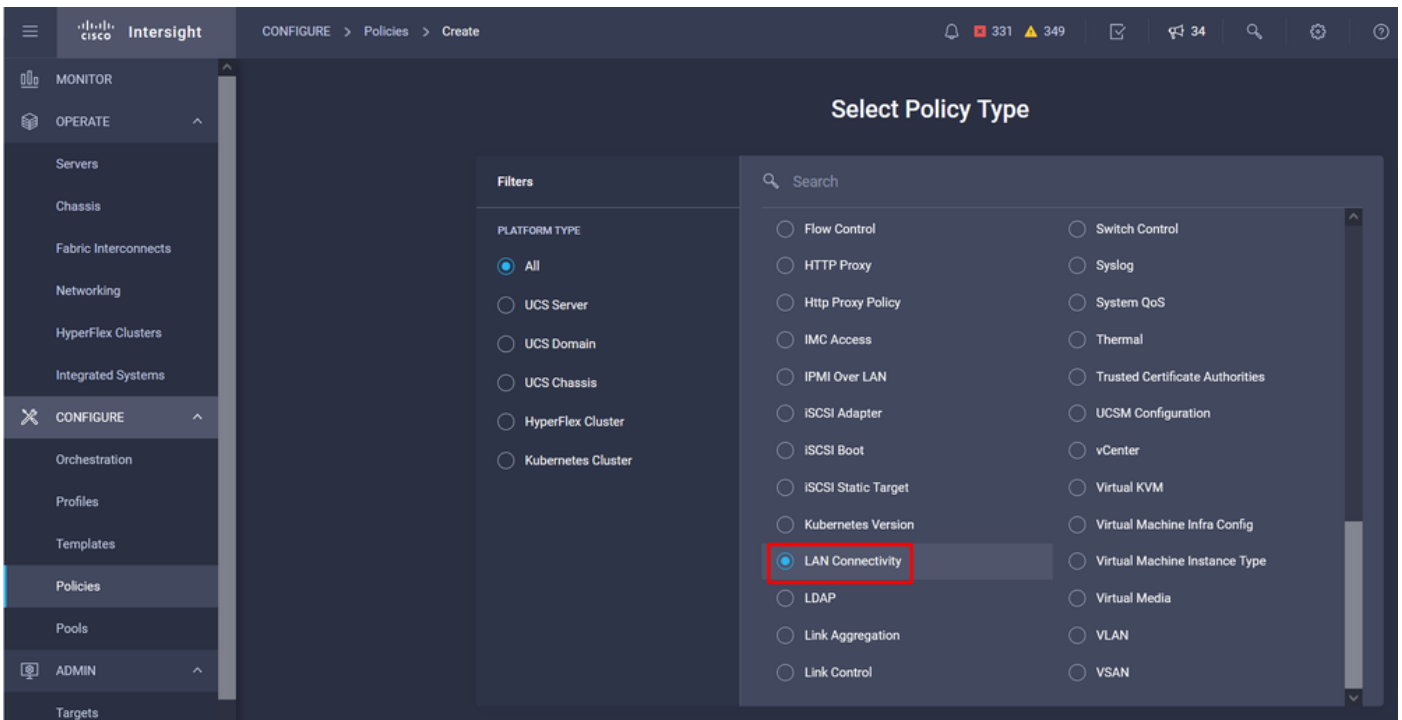 cisco Intersight
CONFIGURE > Policies > Create
331 349
34
MONITOR
OPERATE
Servers
Chassis
Fabric Interconnects
Networking
HyperFlex Clusters
Integrated Systems
CONFIGURE
Orchestration
Profiles
Templates
Policies
Pools
ADMIN
Targets
Select Policy Type
Filters
PLATFORM TYPE
All
UCS Server
UCS Domain
UCS Chassis
HyperFlex Cluster
Kubernetes Cluster
Search
Flow Control
HTTP Proxy
Http Proxy Policy
IMC Access
IPMI Over LAN
iSCSI Adapter
iSCSI Boot
iSCSI Static Target
Kubernetes Version
LAN Connectivity
LDAP
Link Aggregation
Link Control
Switch Control
Syslog
System QoS
Thermal
Trusted Certificate Authorities
UCSM Configuration
vCenter
Virtual KVM
Virtual Machine Infra Config
Virtual Machine Instance Type
Virtual Media
VLAN
VSAN